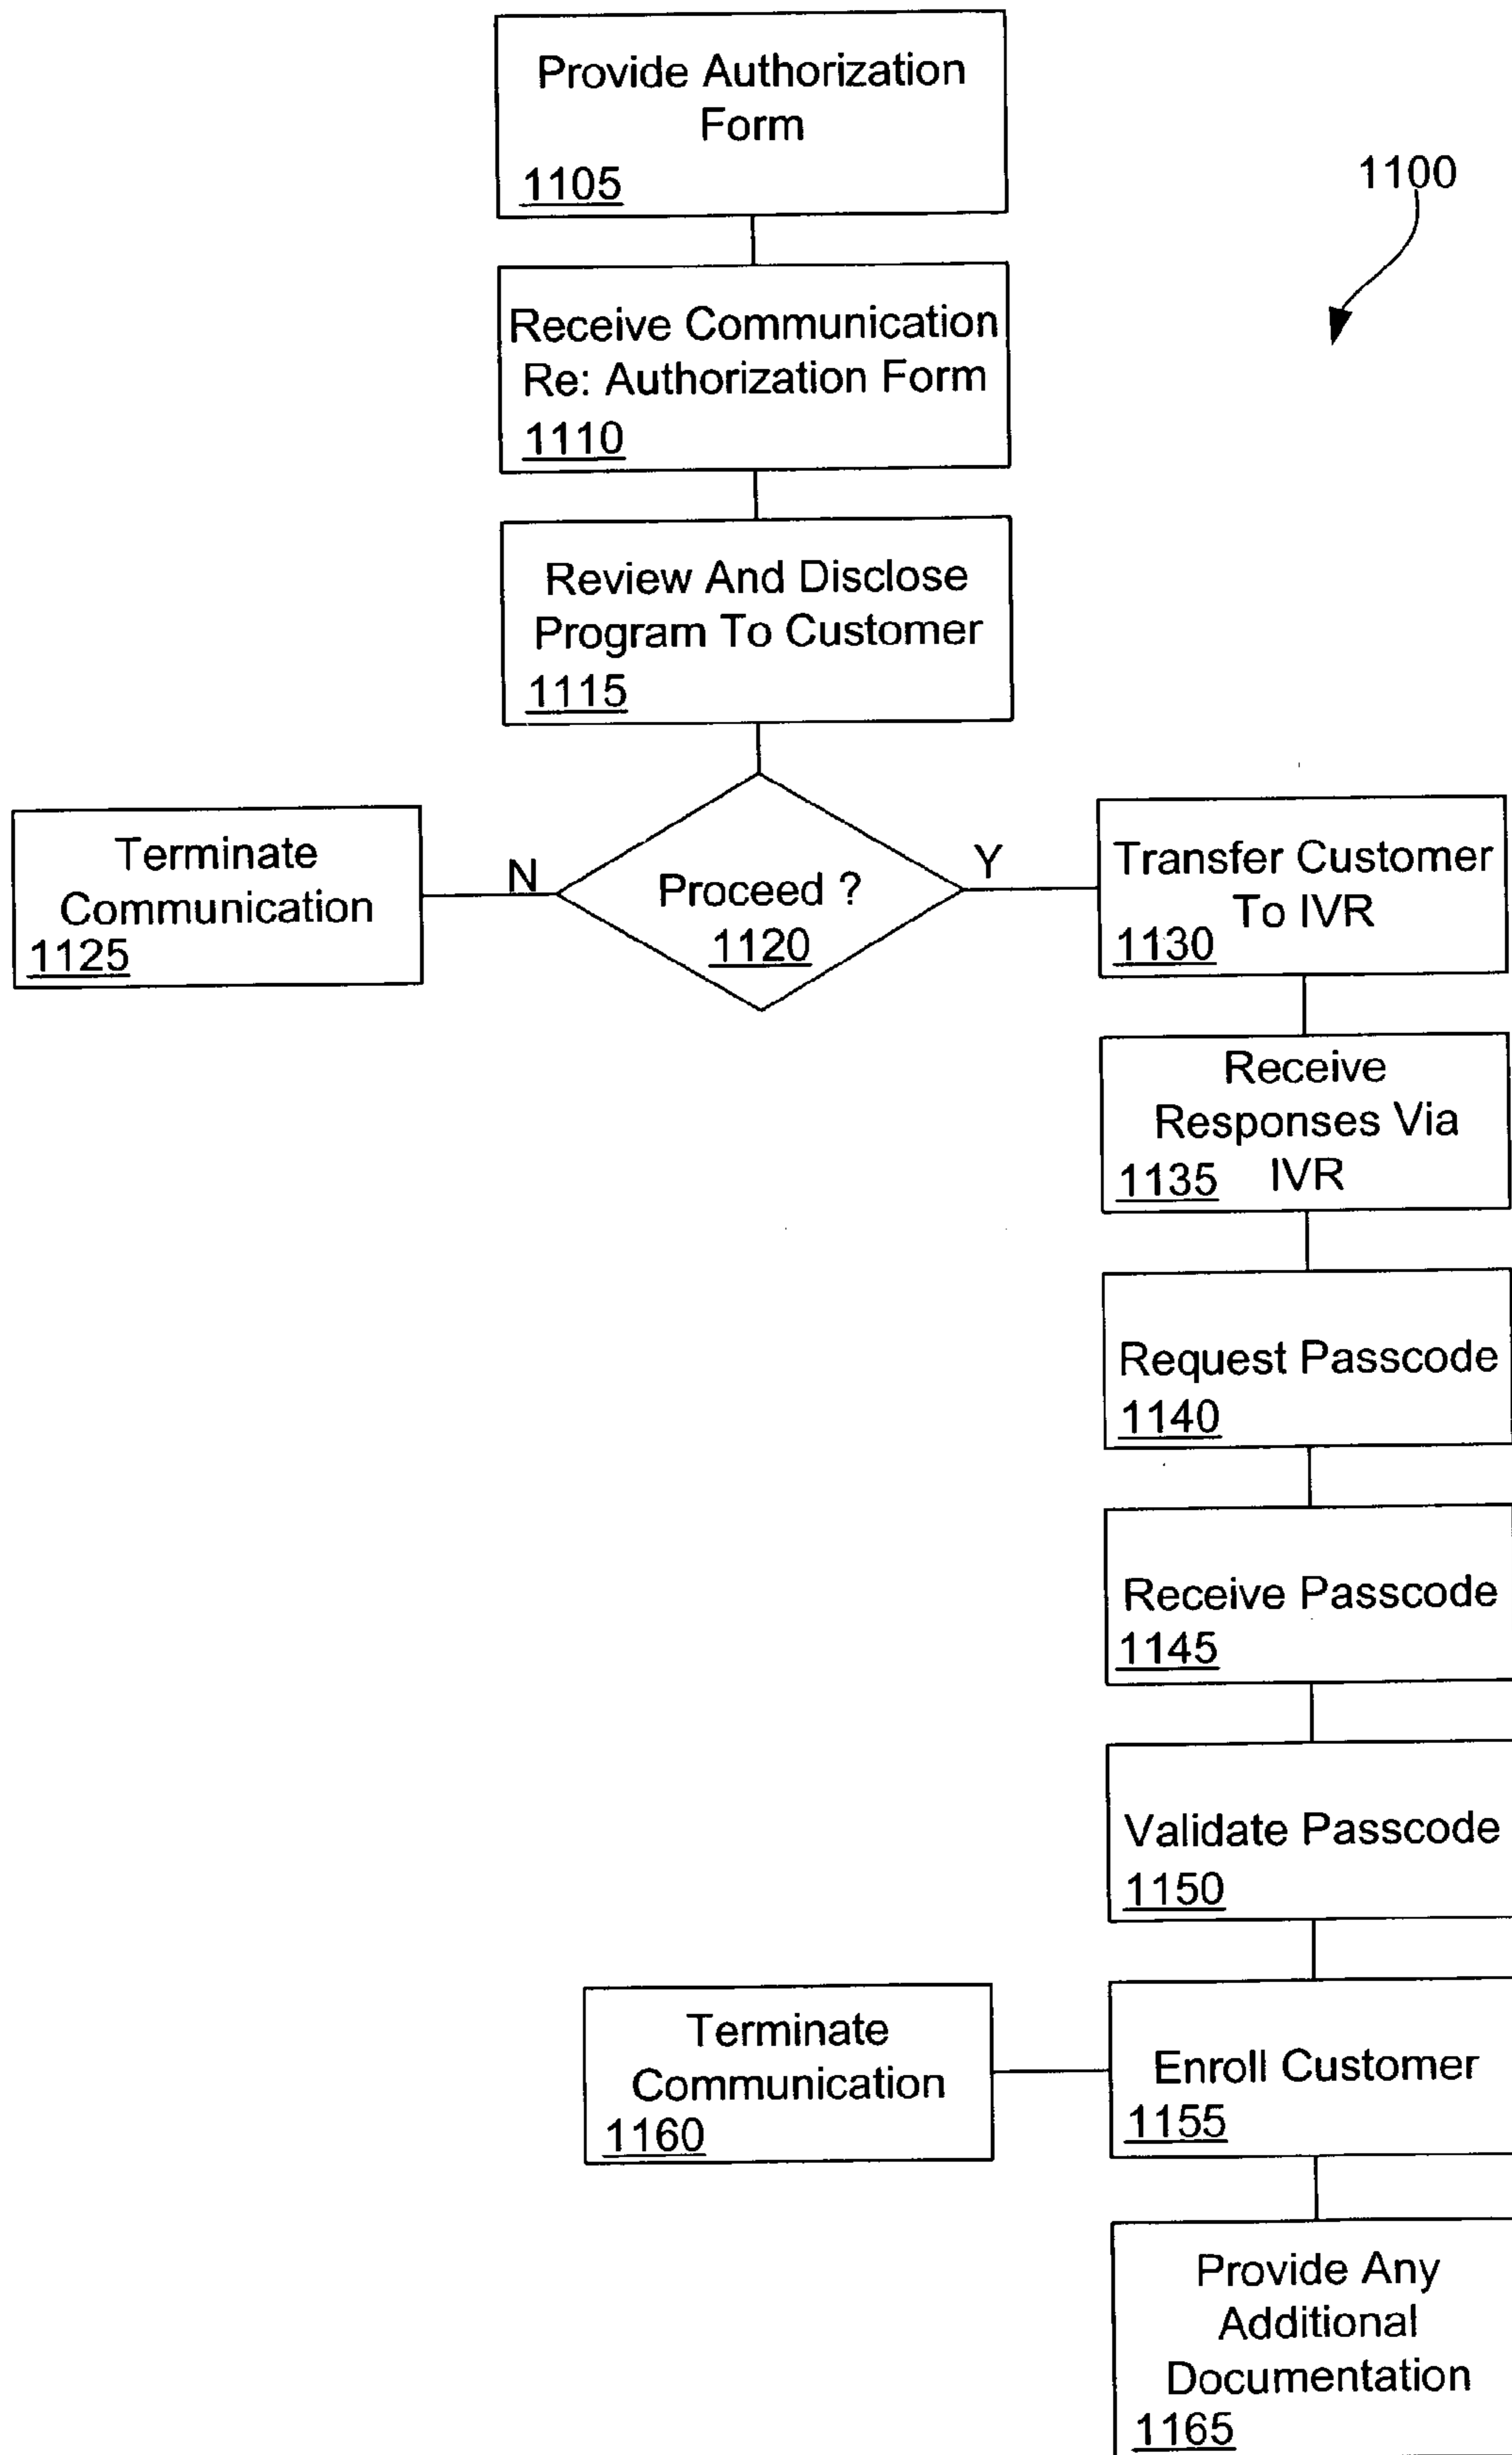 Provide Authorization
Form
1105
1100
Receive Communication
Re: Authorization Form
1110
Review And Disclose
Program To Customer
1115
Terminate
Communication
1125
N
Proceed ?
1120
Y
Transfer Customer
To IVR
1130
Receive
Responses Via
IVR
1135
Request Passcode
1140
Receive Passcode
1145
Validate Passcode
1150
Terminate
Communication
1160
Enroll Customer
1155
Provide Any
Additional
Documentation
1165